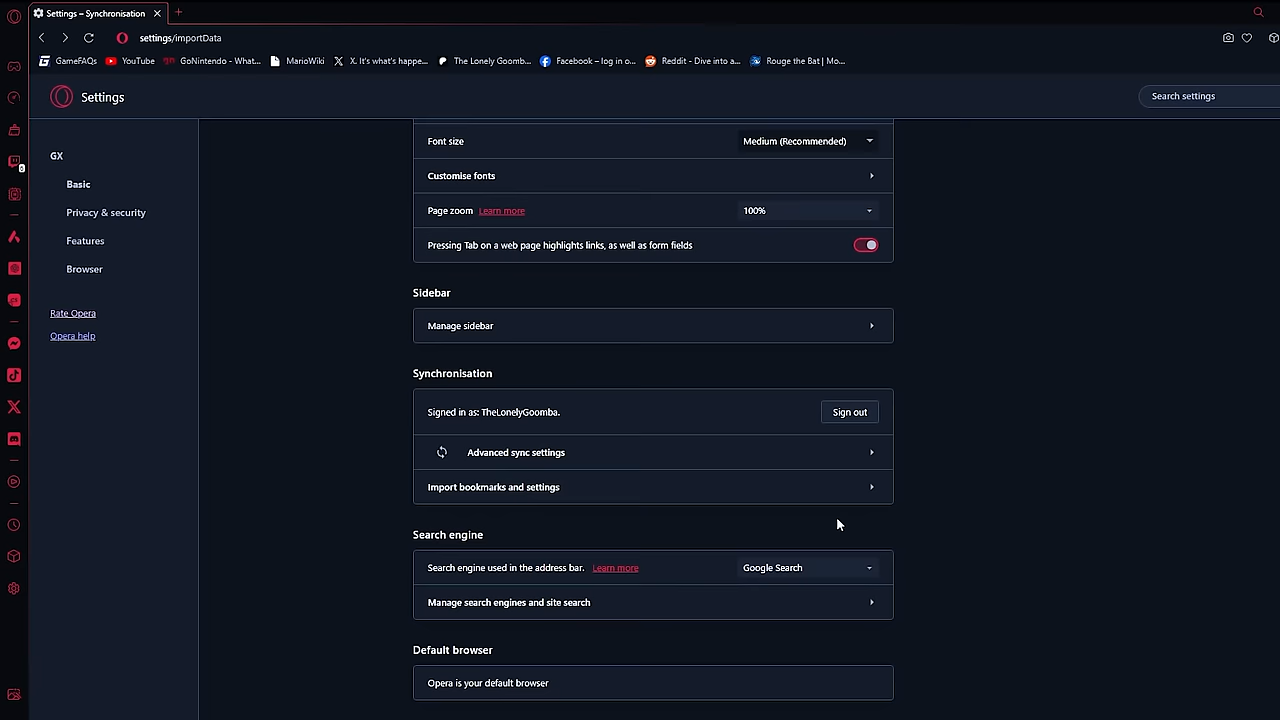 Settings – Synchronisation
settings/importData
GameFAQs YouTube GoNintendo - What... MarioWiki X. It's what's happe... The Lonely Goomb... Facebook – log in o... Reddit - Dive into a... Rouge the Bat | Mo...
Settings
Search settings
GX
Basic
Privacy & security
Features
Browser
Rate Opera
Opera help
Font size Medium (Recommended)
Customise fonts
Page zoom Learn more 100%
Pressing Tab on a web page highlights links, as well as form fields
Sidebar
Manage sidebar
Synchronisation
Signed in as: TheLonelyGoomba. Sign out
Advanced sync settings
Import bookmarks and settings
Search engine
Search engine used in the address bar. Learn more Google Search
Manage search engines and site search
Default browser
Opera is your default browser